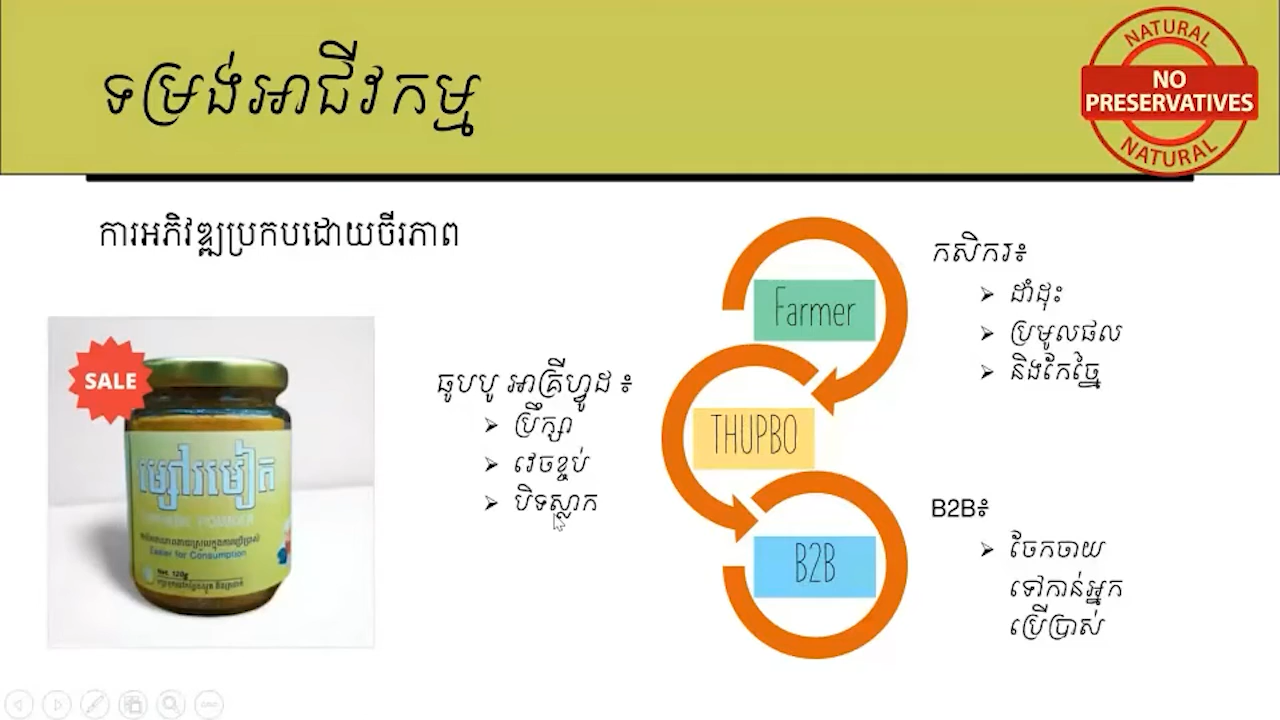 ទម្រង់អាជីវកម្ម
NATURAL
NO
PRESERVATIVES
NATURAL
ការអភិវឌ្ឍប្រកបដោយចីរភាព
SALE
ម្សៅរមៀត
Easier for Consumption
Net. 120g
ធូបបូ អាគ្រីហ្វូដ ៖
ប្រឹក្សា
វេចខ្ចប់
បិទស្លាក
Farmer
THUPBO
B2B
កសិករ៖
ដាំដុះ
ប្រមូលផល
និងកែច្នៃ
B2B៖
ចែកចាយ
ទៅកាន់អ្នក
ប្រើប្រាស់